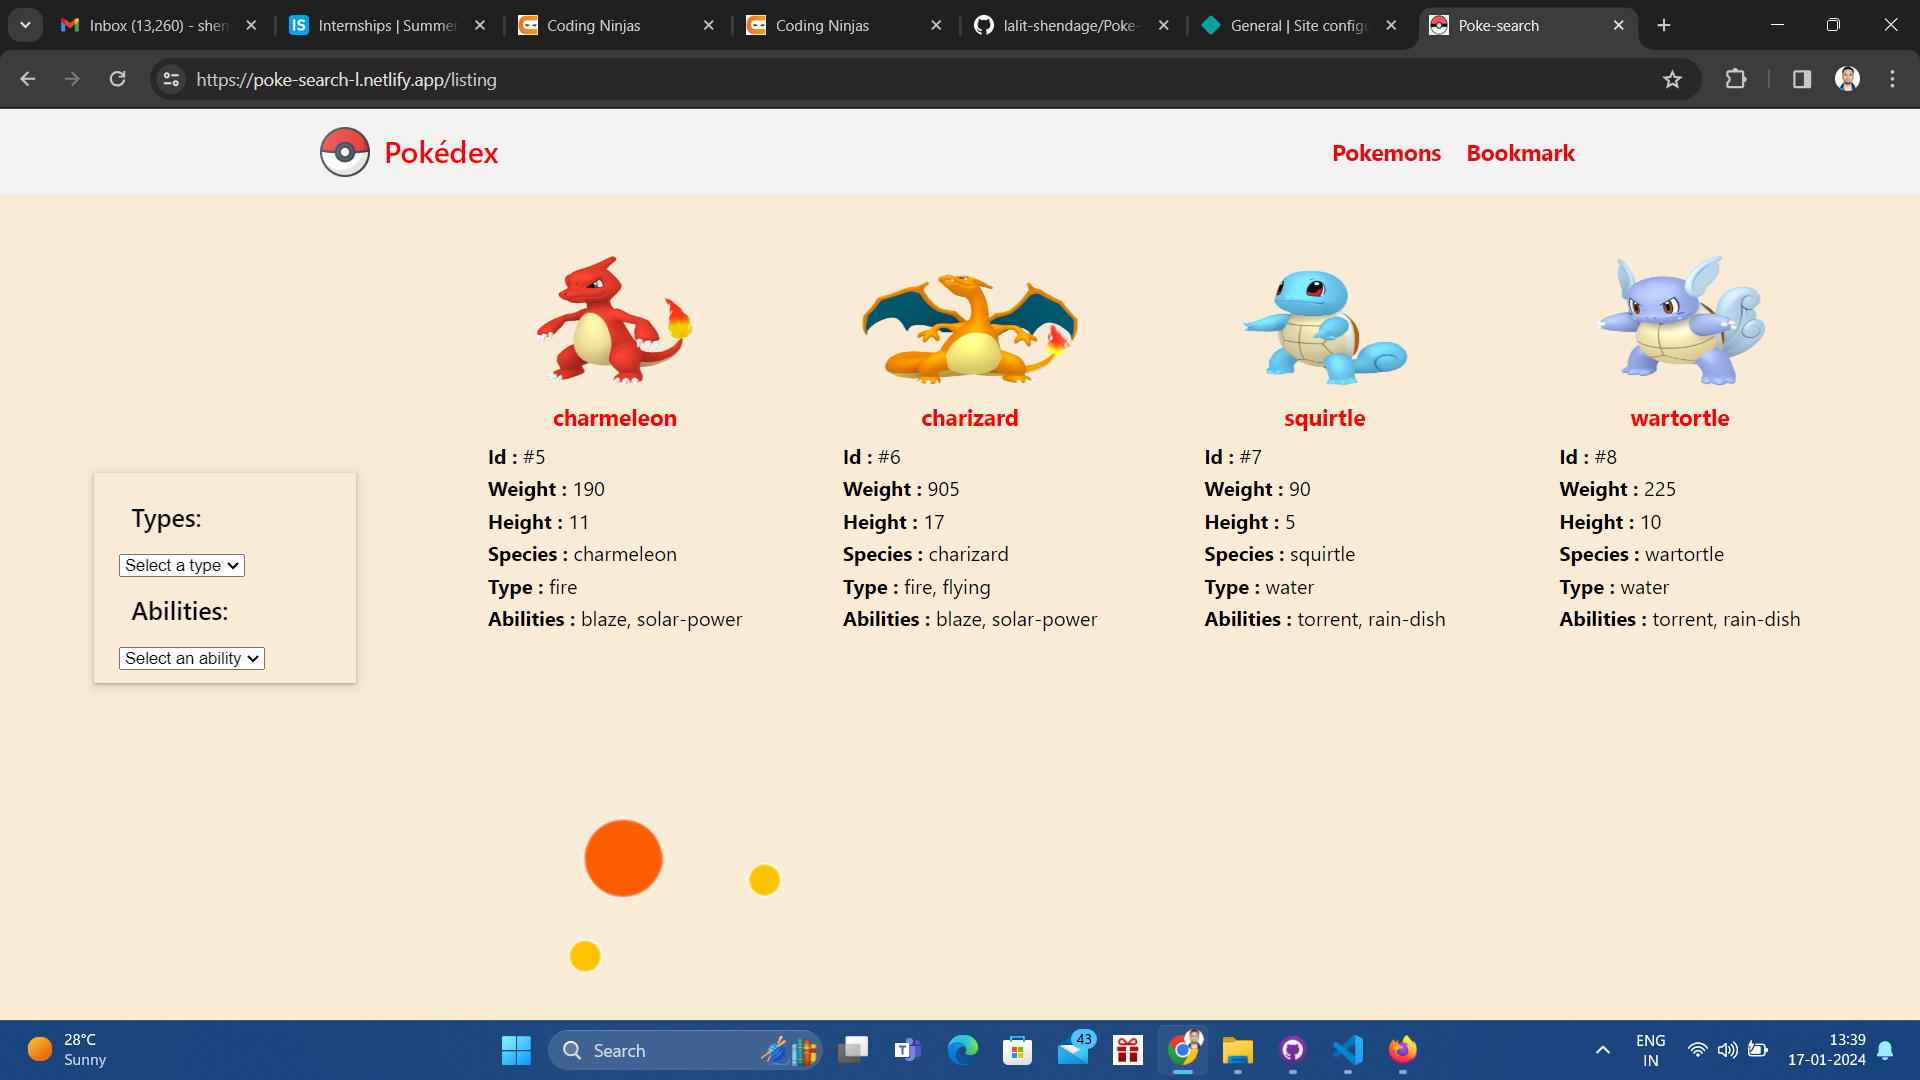 Inbox (13,260) - shen
Internships | Summer
Coding Ninjas
Coding Ninjas
lalit-shendage/Poke-
General | Site configu
Poke-search
https://poke-search-l.netlify.app/listing
Pokédex
Pokemons
Bookmark
charmeleon
Id : #5
Weight : 190
Height : 11
Species : charmeleon
Type : fire
Abilities : blaze, solar-power
charizard
Id : #6
Weight : 905
Height : 17
Species : charizard
Type : fire, flying
Abilities : blaze, solar-power
squirtle
Id : #7
Weight : 90
Height : 5
Species : squirtle
Type : water
Abilities : torrent, rain-dish
wartortle
Id : #8
Weight : 225
Height : 10
Species : wartortle
Type : water
Abilities : torrent, rain-dish
Types:
Select a type
Abilities:
Select an ability
28°C
Sunny
Search
43
ENG
IN
13:39
17-01-2024